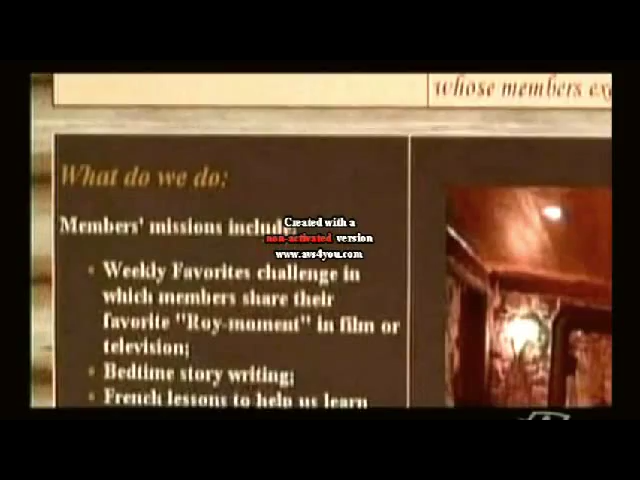 whose members
What do we do:
Members' missions include:
Created with a
non-activated version
www.avs4you.com
• Weekly Favorites challenge in
which members share their
favorite "Roy-moment" in film or
television;
• Bedtime story writing;
• French lessons to help us learn